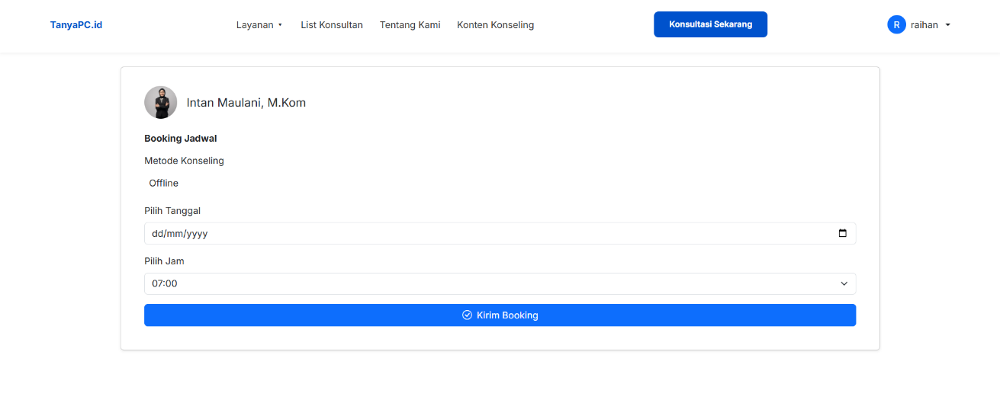 TanyaPC.id Layanan List Konsultan Tentang Kami Konten Konseling Konsultasi Sekarang R raihan
Intan Maulani, M.Kom
Booking Jadwal
Metode Konseling
Offline
Pilih Tanggal
dd/mm/yyyy
Pilih Jam
07:00
Kirim Booking